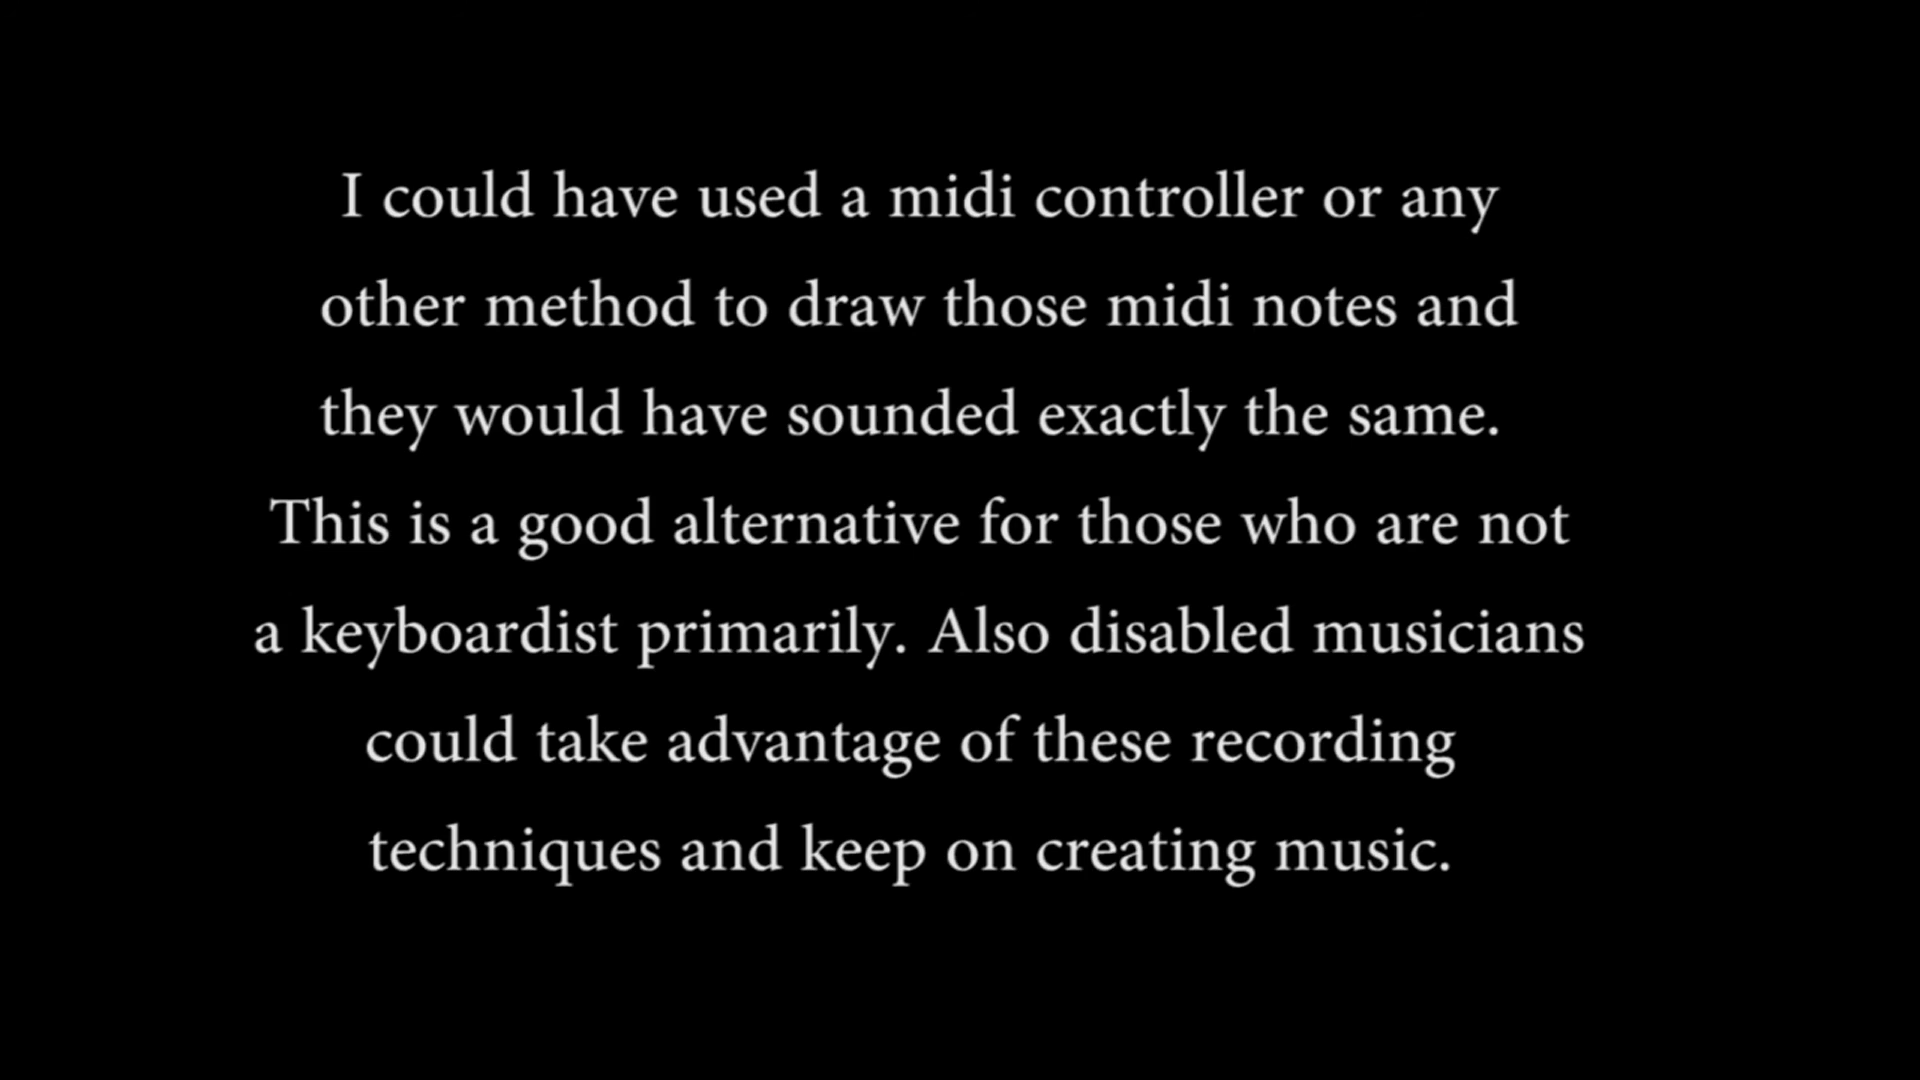 I could have used a midi controller or any
other method to draw those midi notes and
they would have sounded exactly the same.
This is a good alternative for those who are not
a keyboardist primarily. Also disabled musicians
could take advantage of these recording
techniques and keep on creating music.